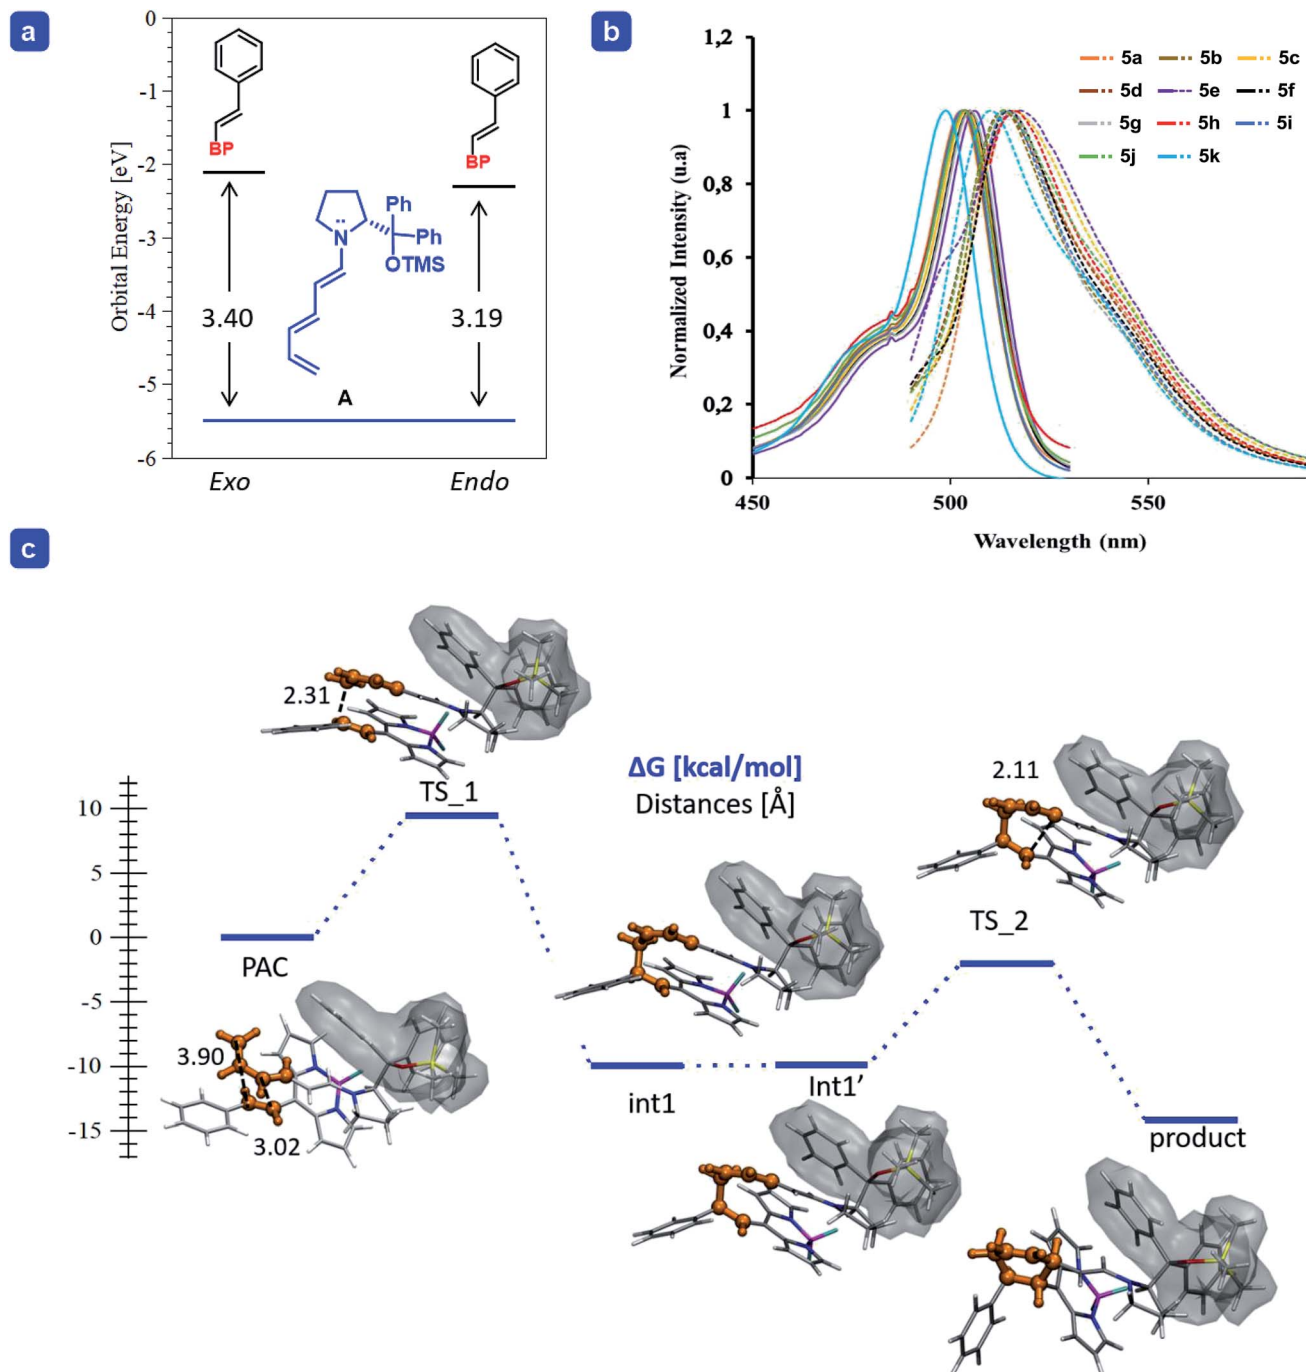 a
Orbital Energy [eV]
0
-1
-2
-3
-4
-5
-6
BP
BP
N
Ph
Ph
OTMS
3.40
3.19
A
Exo
Endo
b
Normalized Intensity (u.a)
1,2
1
0,8
0,6
0,4
0,2
0
450
500
550
Wavelength (nm)
5a 5b 5c
5d 5e 5f
5g 5h 5i
5j 5k
c
10
5
0
-5
-10
-15
2.31
TS_1
ΔG [kcal/mol]
Distances [Å]
2.11
TS_2
PAC
3.90
3.02
int1
Int1’
product